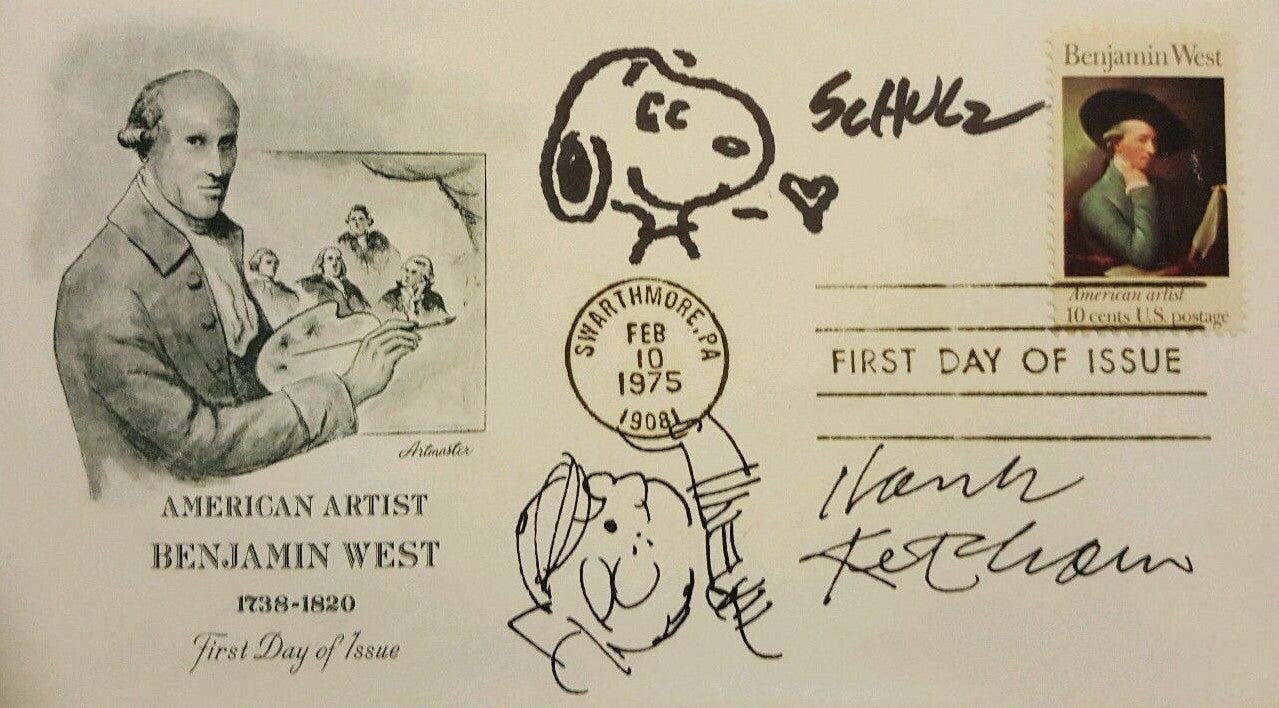 SCHULZ
Benjamin West
American artist
10 cents U.S. postage
SWARTHMORE, PA
FEB
10
1975
19081
FIRST DAY OF ISSUE
Artmaster
AMERICAN ARTIST
BENJAMIN WEST
1738-1820
First Day of Issue
Hank
Ketcham